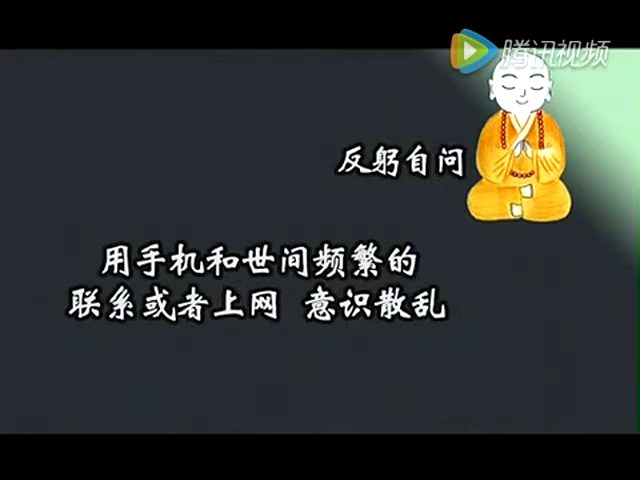 腾讯视频
反躬自问
用手机和世间频繁的
联系或者上网 意识散乱